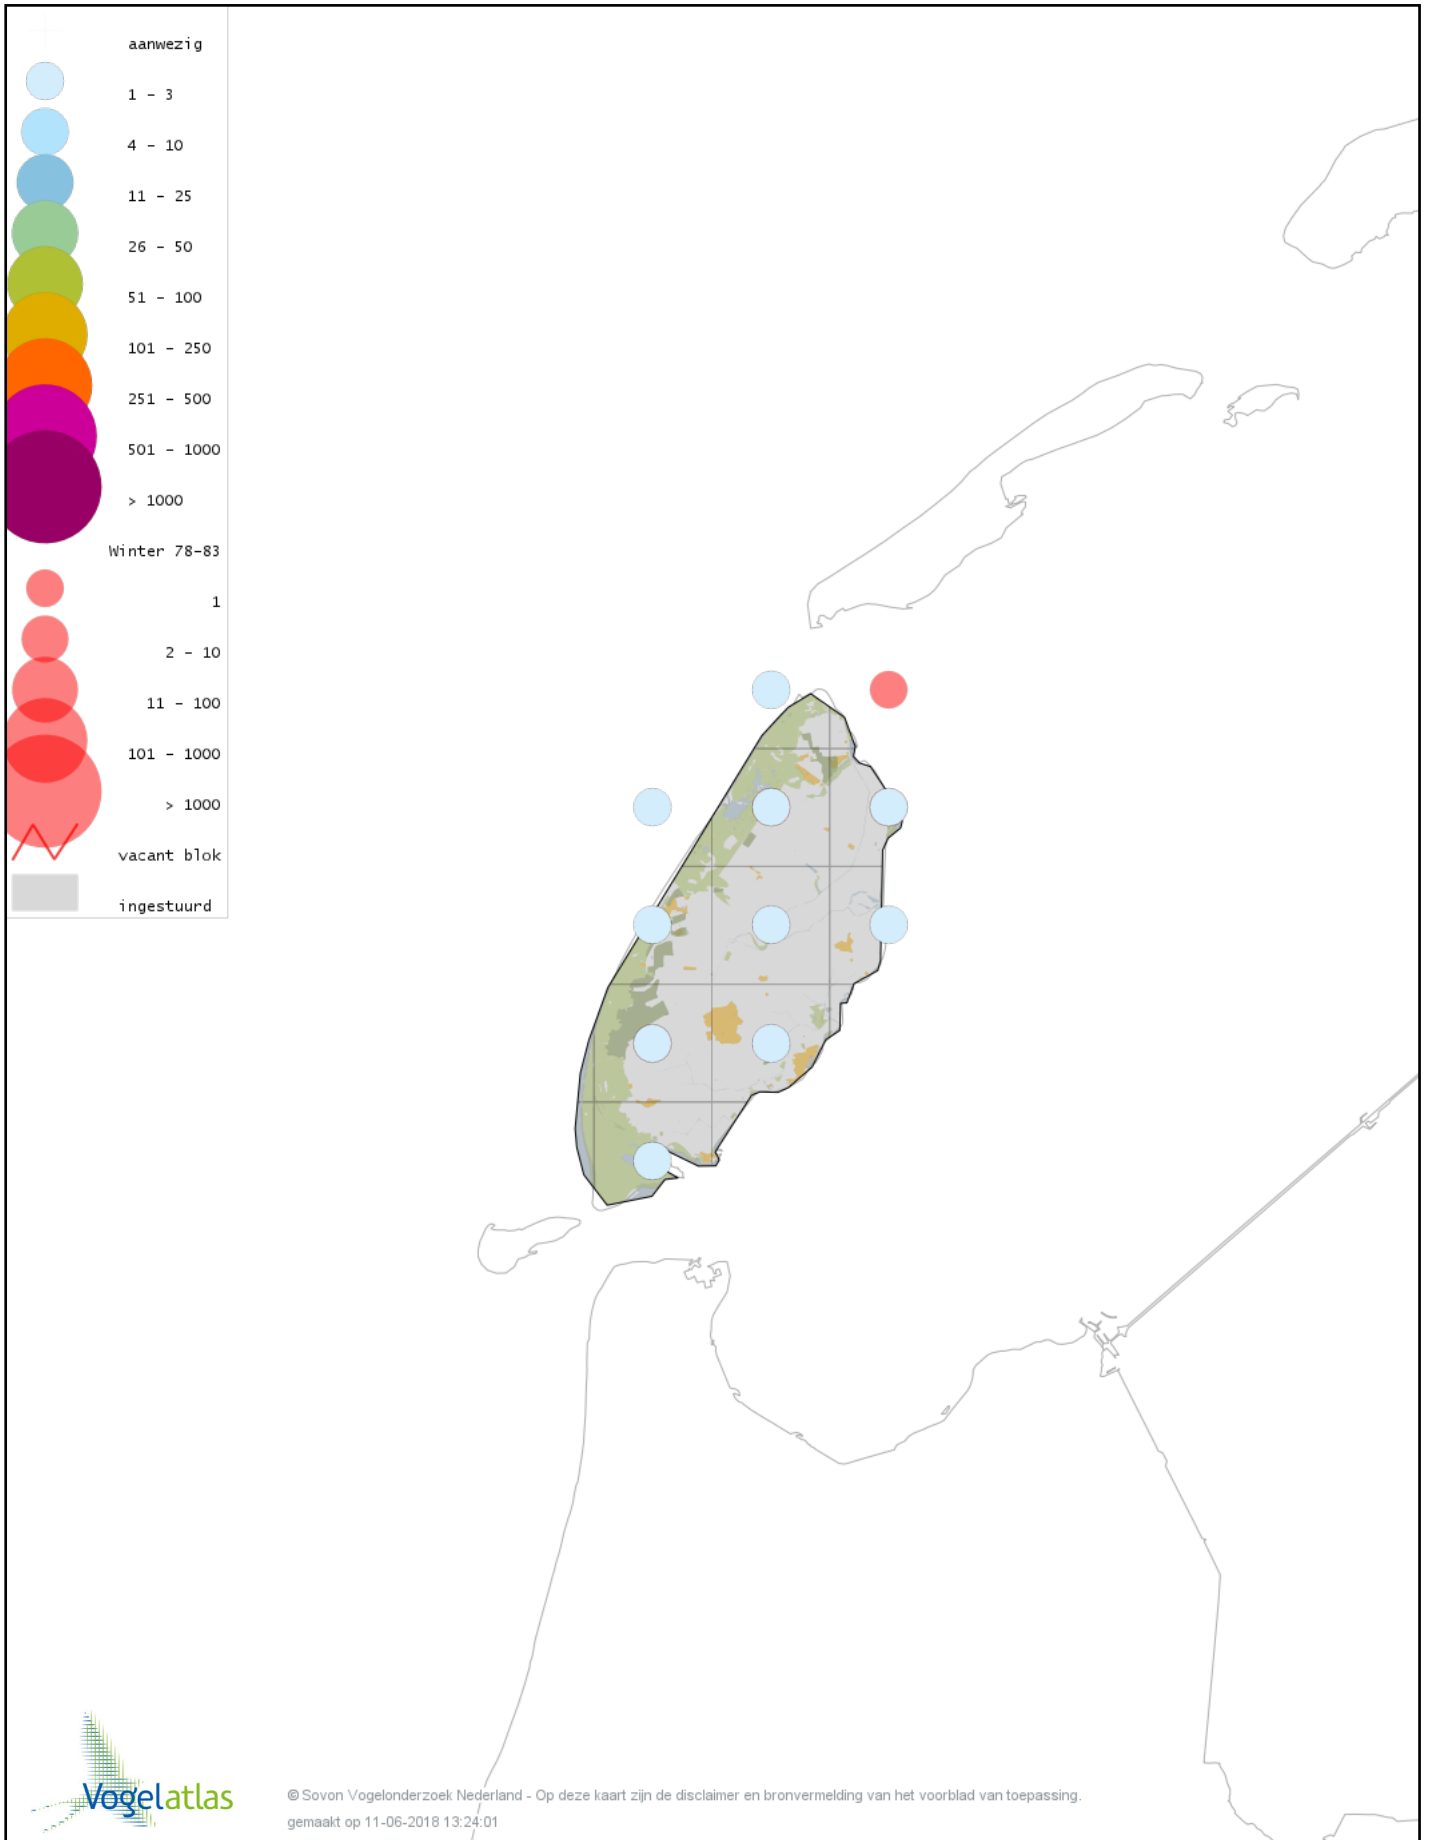 aanwezig
1 - 3
4 - 10
11 - 25
26 - 50
51 - 100
101 - 250
251 - 500
501 - 1000
> 1000
Winter 78-83
1
2 - 10
11 - 100
101 - 1000
> 1000
vacant blok
ingestuurd
Vogelatlas
© Sovon Vogelonderzoek Nederland - Op deze kaart zijn de disclaimer en bronvermelding van het voorblad van toepassing.
gemaakt op 11-06-2018 13:24:01